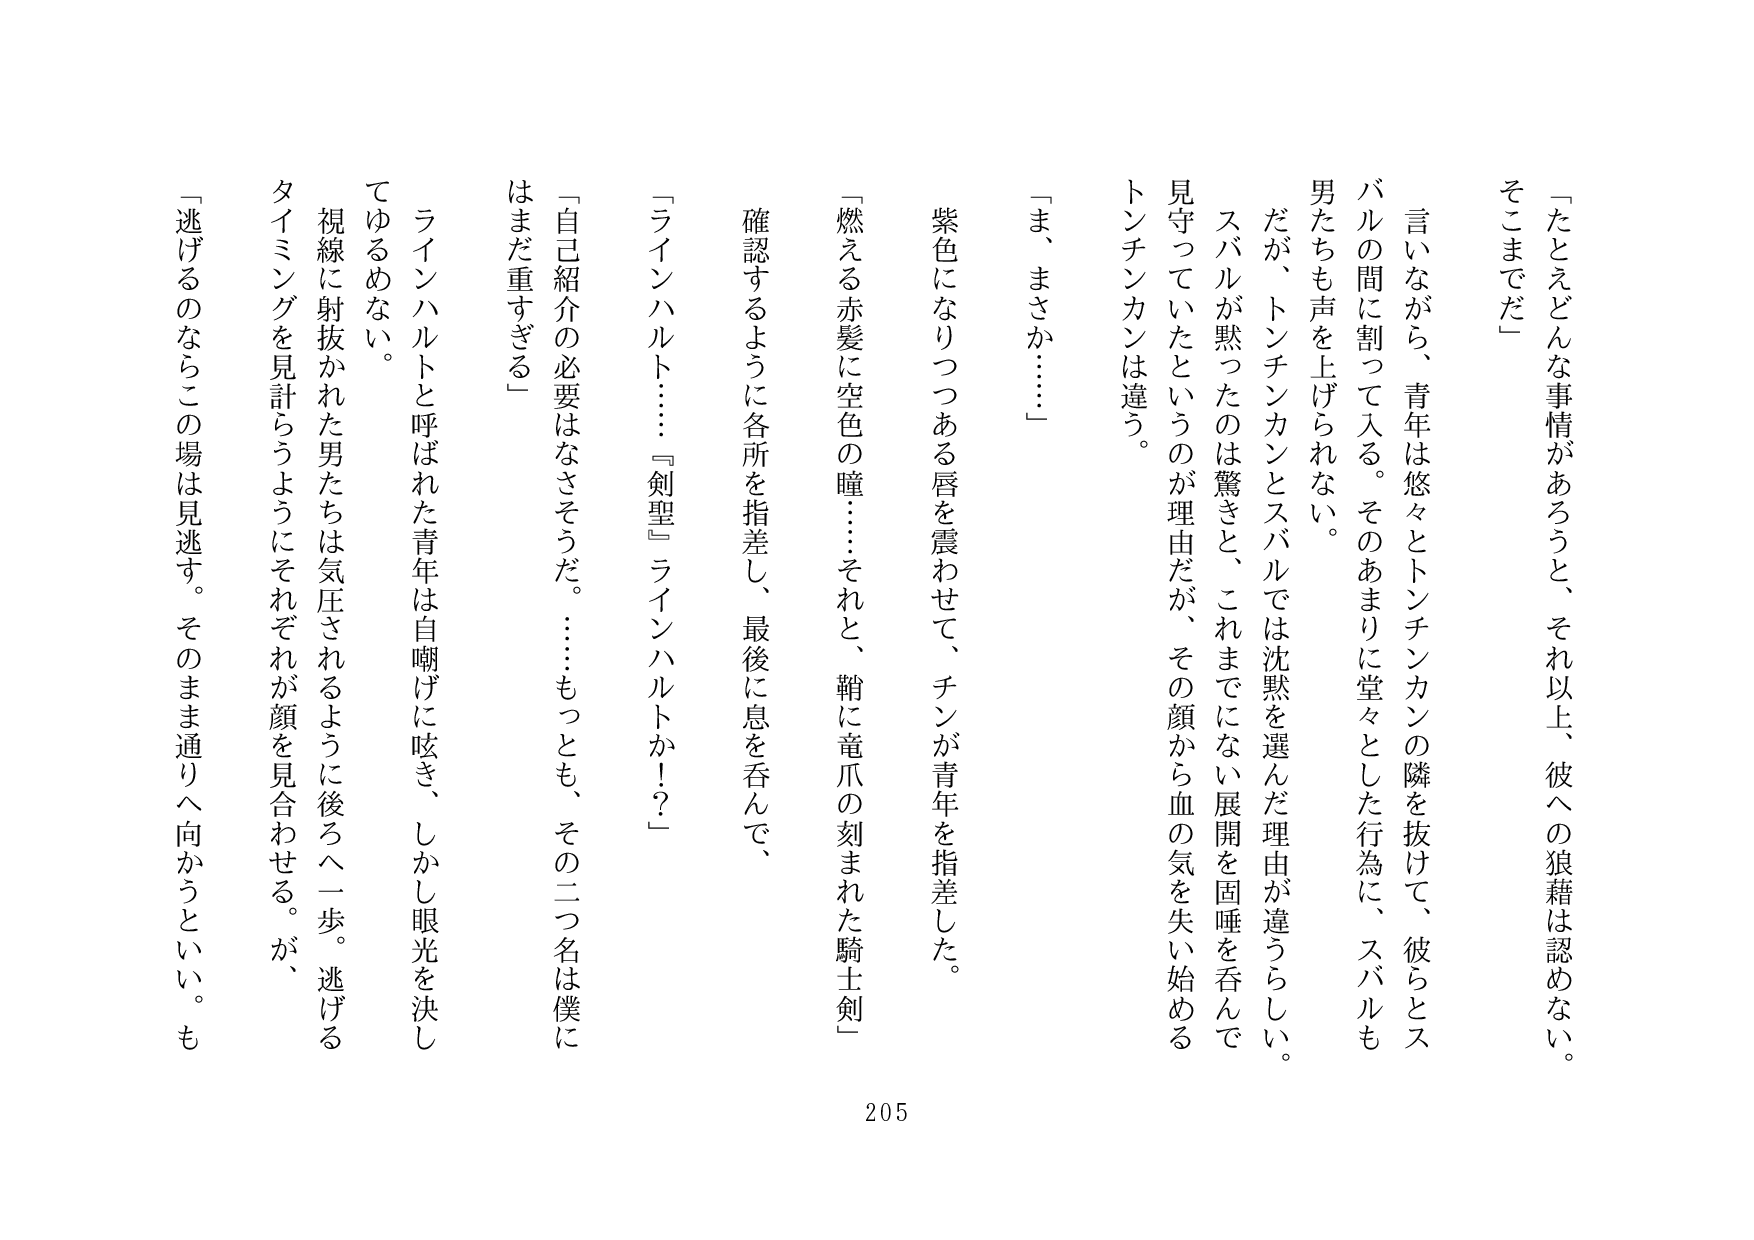 「たとえどんな事情があろうと、それ以上、彼への狼藉は認めない。
そこまでだ」
　言いながら、青年は悠々とトンチンカンの隣を抜けて、彼らとス
バルの間に割って入る。そのあまりに堂々とした行為に、スバルも
男たちも声を上げられない。
　だが、トンチンカンとスバルでは沈黙を選んだ理由が違うらしい。
　スバルが黙ったのは驚きと、これまでにない展開を固唾を呑んで
見守っていたというのが理由だが、その顔から血の気を失い始める
トンチンカンは違う。
「ま、まさか……」
　紫色になりつつある唇を震わせて、チンが青年を指差した。
「燃える赤髪に空色の瞳……それと、鞘に竜爪の刻まれた騎士剣」
　確認するように各所を指差し、最後に息を呑んで、
「ラインハルト……『剣聖』ラインハルトか！？」
「自己紹介の必要はなさそうだ。……もっとも、その二つ名は僕に
はまだ重すぎる」
　ラインハルトと呼ばれた青年は自嘲げに呟き、しかし眼光を決し
てゆるめない。
　視線に射抜かれた男たちは気圧されるように後ろへ一歩。逃げる
タイミングを見計らうようにそれぞれが顔を見合わせる。が、
「逃げるのならこの場は見逃す。そのまま通りへ向かうといい。も
205